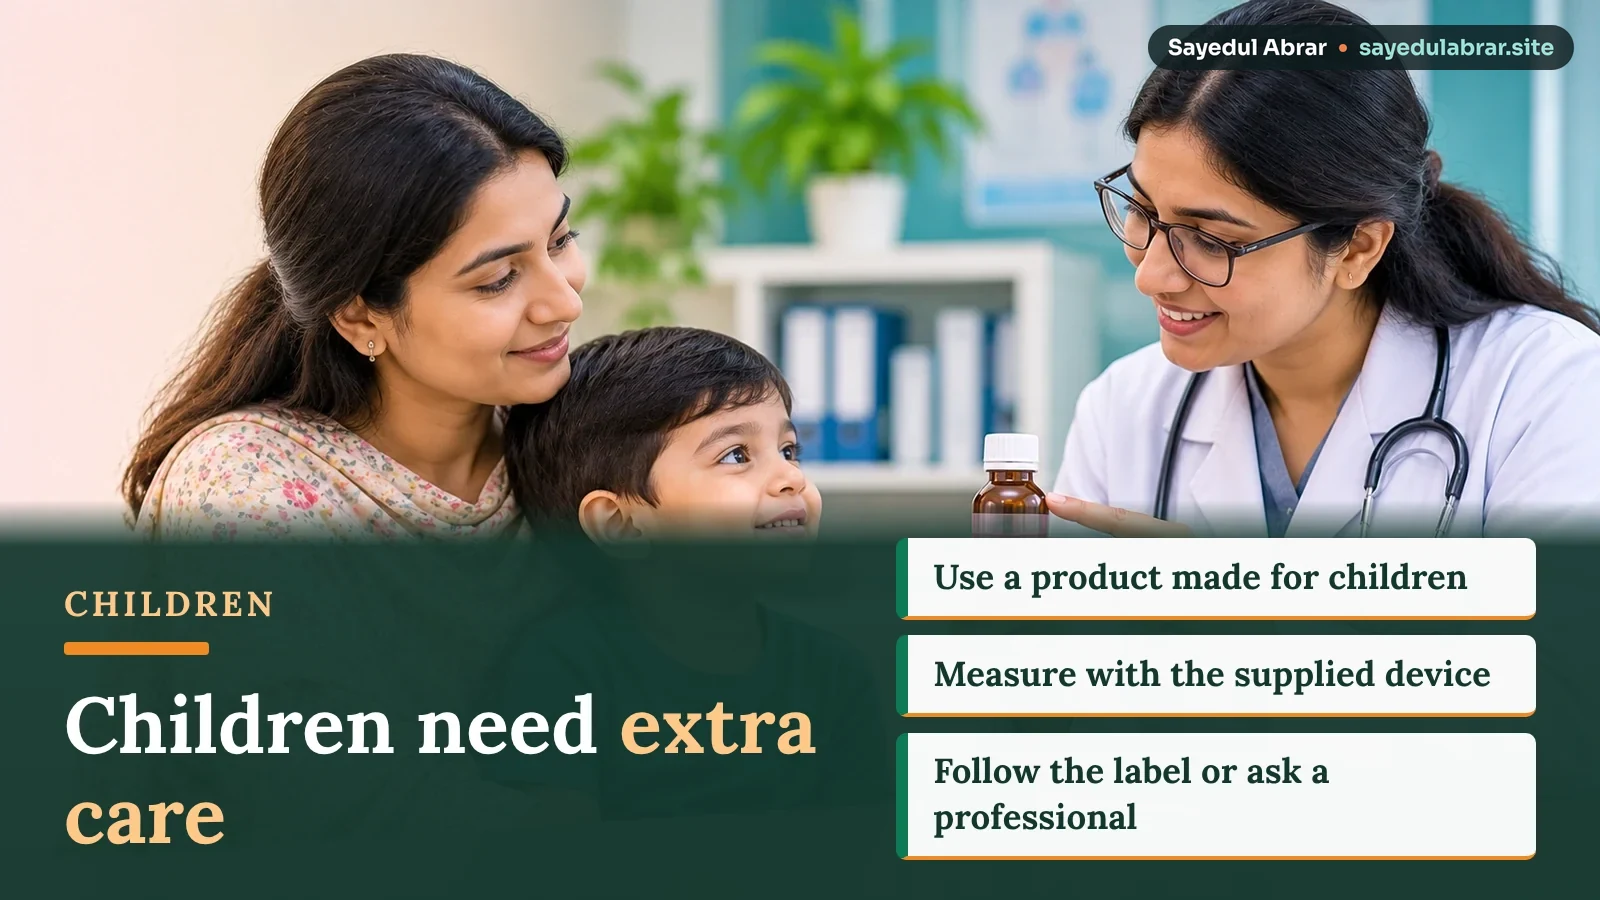 Sayedul Abrar • sayedulabrar.site
CHILDREN
Children need extra
care
Use a product made for children
Measure with the supplied device
Follow the label or ask a
professional